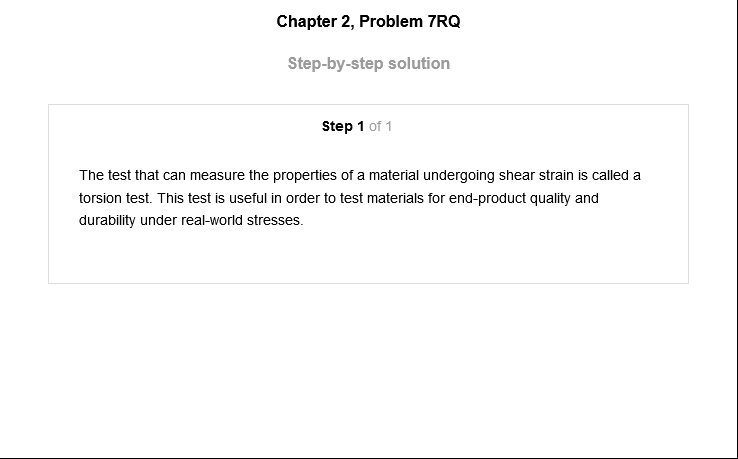 Chapter 2, Problem 7RQ
Step-by-step solution
Step 1 of 1
The test that can measure the properties of a material undergoing shear strain is called a
torsion test. This test is useful in order to test materials for end-product quality and
durability under real-world stresses.